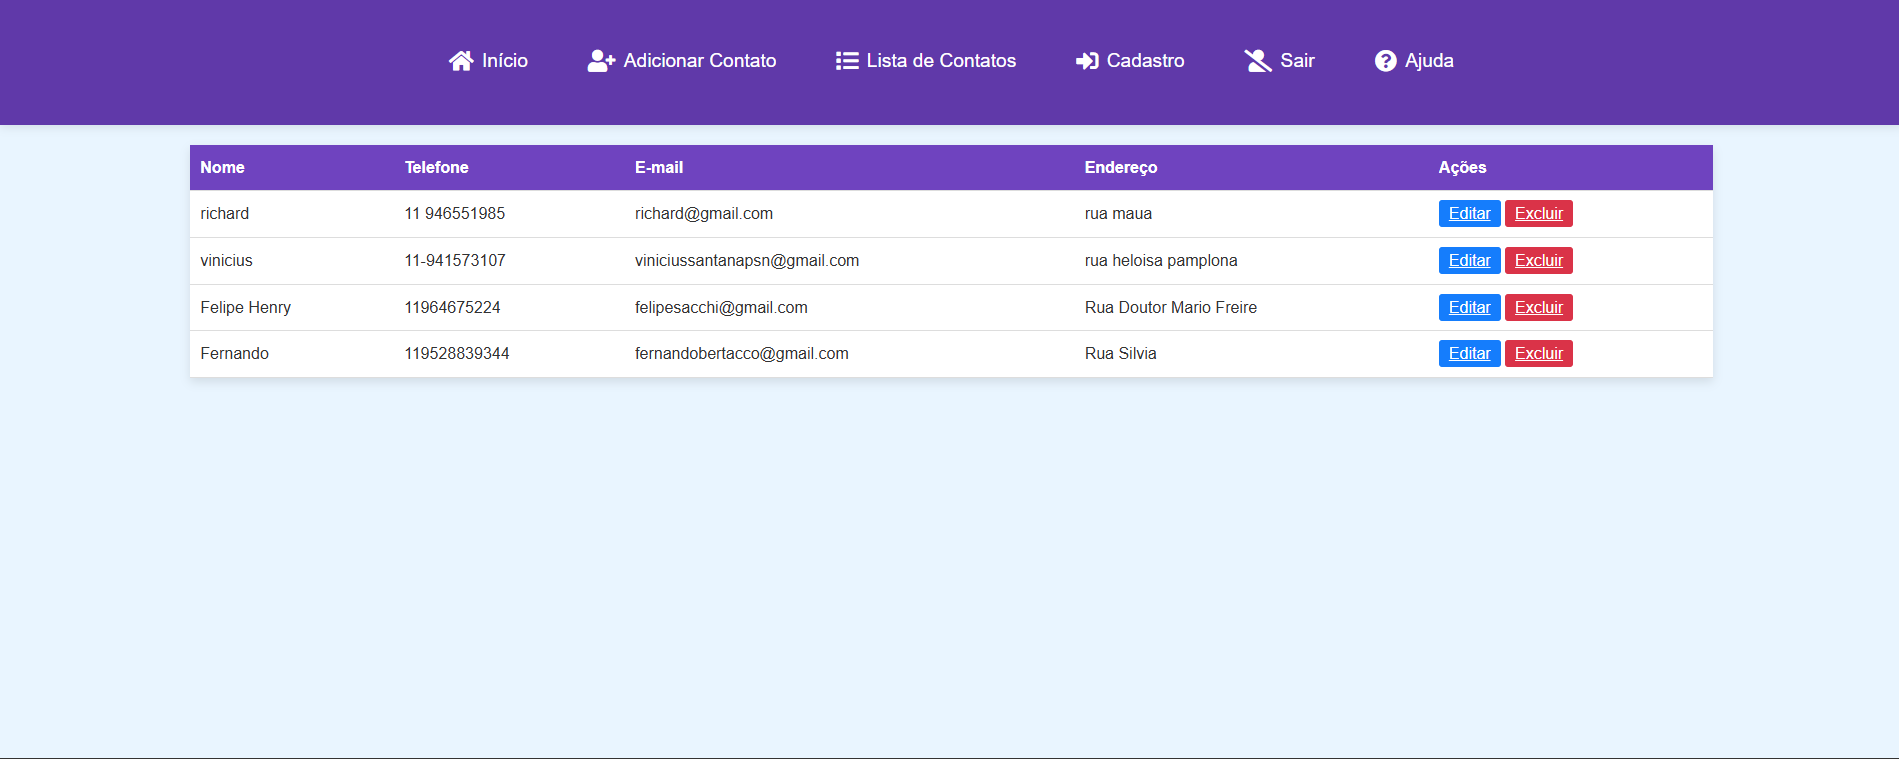 Início Adicionar Contato Lista de Contatos Cadastro Sair Ajuda
Nome Telefone E-mail Endereço Ações
richard 11 946551985 richard@gmail.com rua maua Editar Excluir
vinicius 11-941573107 viniciussantanapsn@gmail.com rua heloisa pamplona Editar Excluir
Felipe Henry 11964675224 felipesacchi@gmail.com Rua Doutor Mario Freire Editar Excluir
Fernando 119528839344 fernandobertacco@gmail.com Rua Silvia Editar Excluir